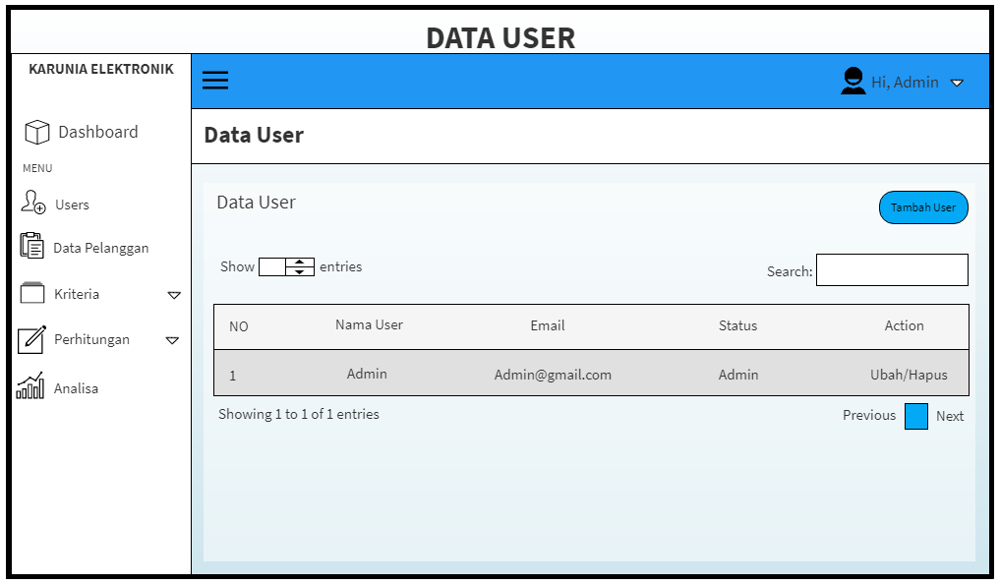 DATA USER
KARUNIA ELEKTRONIK
Hi, Admin
Dashboard
MENU
Users
Data Pelanggan
Kriteria
Perhitungan
Analisa
Data User
Data User
Tambah User
Show entries
Search:
NO Nama User Email Status Action
1 Admin Admin@gmail.com Admin Ubah/Hapus
Showing 1 to 1 of 1 entries
Previous Next